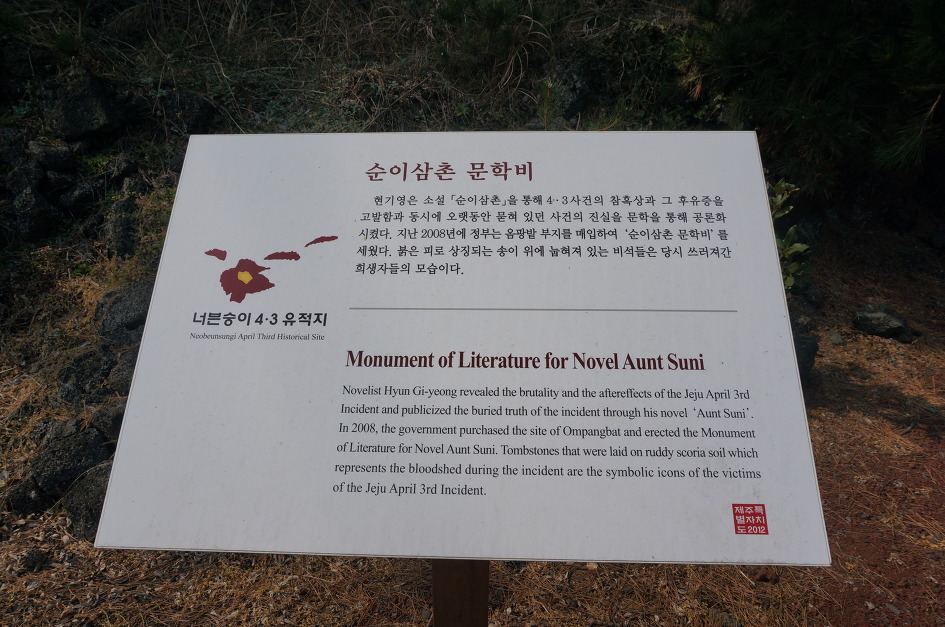 순이삼촌 문학비
현기영은 소설 「순이삼촌」을 통해 4·3사건의 참혹상과 그 후유증을
고발함과 동시에 오랫동안 묻혀 있던 사건의 진실을 문학을 통해 공론화
시켰다. 지난 2008년에 정부는 옴팡밭 부지를 매입하여 ‘순이삼촌 문학비’를
세웠다. 붉은 피로 상징되는 송이 위에 눕혀져 있는 비석들은 당시 쓰러져간
희생자들의 모습이다.
너븐숭이 4·3 유적지
Neobeunsungi April Third Historical Site
Monument of Literature for Novel Aunt Suni
Novelist Hyun Gi-yeong revealed the brutality and the aftereffects of the Jeju April 3rd
Incident and publicized the buried truth of the incident through his novel ‘Aunt Suni’.
In 2008, the government purchased the site of Ompangbat and erected the Monument
of Literature for Novel Aunt Suni. Tombstones that were laid on ruddy scoria soil which
represents the bloodshed during the incident are the symbolic icons of the victims
of the Jeju April 3rd Incident.
제주특
별자치
도2012